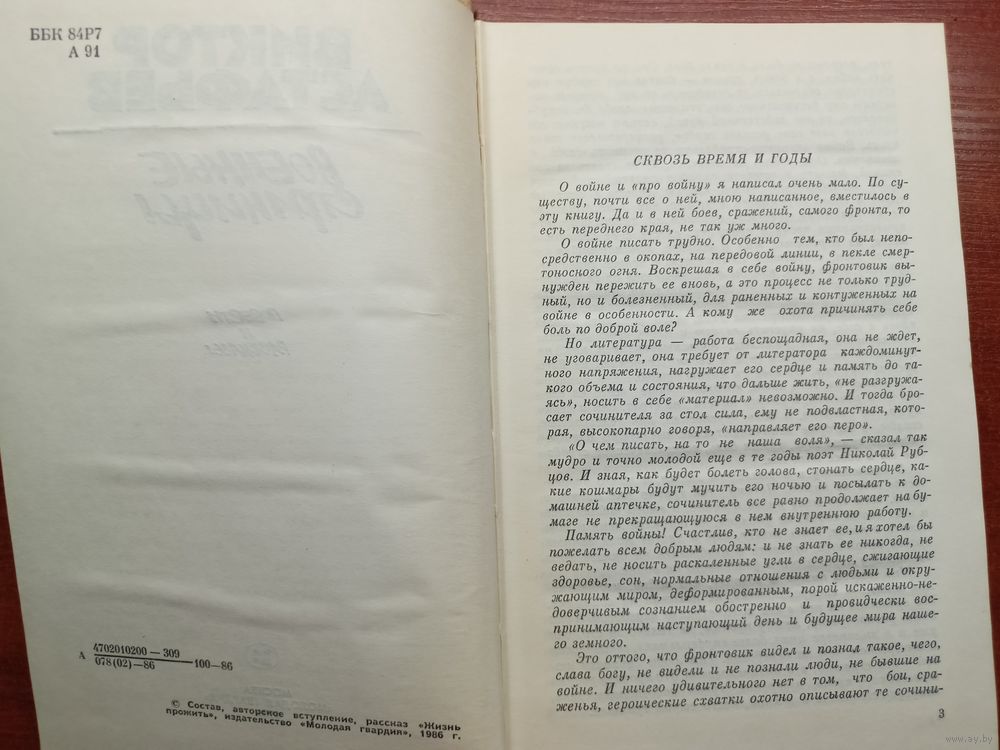 ББК 84Р7
А 91
ВИКТОР
АСТАФЬЕВ
ВОЕННЫЕ
СТРАНИЦЫ
А 4702010200—309 100—86
078(02)—86
© Состав, авторское вступление, рассказ «Жизнь
прожить», издательство «Молодая гвардия», 1986 г.
СКВОЗЬ ВРЕМЯ И ГОДЫ
О войне и «про войну» я написал очень мало. По су-
ществу, почти все о ней, мною написанное, вместилось в
эту книгу. Да и в ней боев, сражений, самого фронта, то
есть переднего края, не так уж много.
О войне писать трудно. Особенно тем, кто был непо-
средственно в окопах, на передовой линии, в пекле смер-
тоносного огня. Воскрешая в себе войну, фронтовик вы-
нужден пережить ее вновь, а это процесс не только труд-
ный, но и болезненный, для раненных и контуженных на
войне в особенности. А кому же охота причинять себе
боль по доброй воле?
Но литература — работа беспощадная, она не ждет,
не уговаривает, она требует от литератора каждоминут-
ного напряжения, нагружает его сердце и память до та-
кого объема и состояния, что дальше жить, «не разгружа-
ясь», носить в себе «материал» невозможно. И тогда бро-
сает сочинителя за стол сила, ему не подвластная, кото-
рая, высокопарно говоря, «направляет его перо».
«О чем писать, на то не наша воля», — сказал так
мудро и точно молодой еще в те годы поэт Николай Руб-
цов. И зная, как будет болеть голова, стонать сердце, ка-
кие кошмары будут мучить его ночью и посылать к до-
машней аптечке, сочинитель все равно продолжает на бу-
маге не прекращающуюся в нем внутреннюю работу.
Память войны! Счастлив, кто не знает ее, и я хотел бы
пожелать всем добрым людям: и не знать ее никогда, не
ведать, не носить раскаленные угли в сердце, сжигающие
здоровье, сон, нормальные отношения с людьми и окру-
жающим миром, деформированным, порой искаженно-не-
доверчивым сознанием обостренно и провидчески вос-
принимающим наступающий день и будущее мира наше-
го земного.
Это оттого, что фронтовик видел и познал такое, чего,
слава богу, не видели и не познали люди, не бывшие на
войне. И ничего удивительного нет в том, что бои, сра-
женья, героические схватки охотно описывают те сочини-
3
www.ay.by